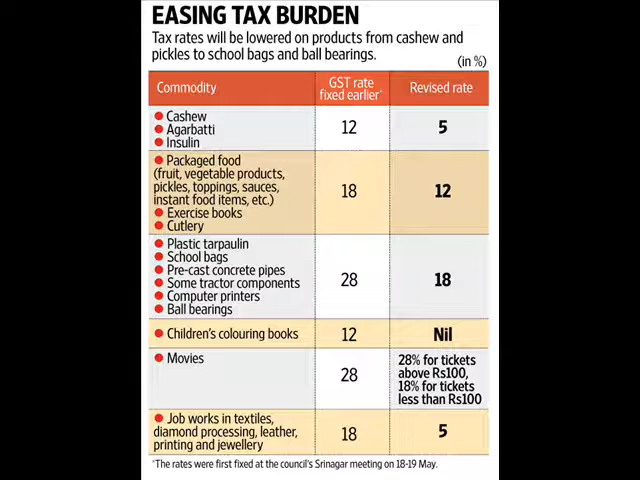 EASING TAX BURDEN
Tax rates will be lowered on products from cashew and
pickles to school bags and ball bearings.
(in %)
Commodity
GST rate
fixed earlier*
Revised rate
● Cashew
● Agarbatti
● Insulin
12
5
● Packaged food
(fruit, vegetable products,
pickles, toppings, sauces,
instant food items, etc.)
● Exercise books
● Cutlery
18
12
● Plastic tarpaulin
● School bags
● Pre-cast concrete pipes
● Some tractor components
● Computer printers
● Ball bearings
28
18
● Children's colouring books
12
Nil
● Movies
28
28% for tickets
above Rs100,
18% for tickets
less than Rs100
● Job works in textiles,
diamond processing, leather,
printing and jewellery
18
5
*The rates were first fixed at the council's Srinagar meeting on 18-19 May.